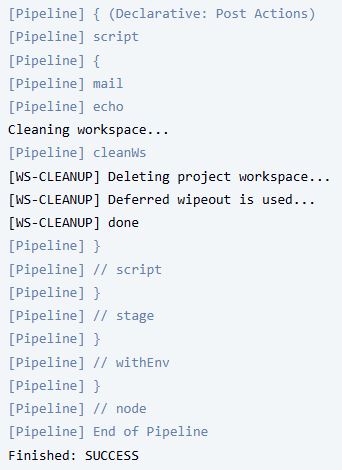 [Pipeline] { (Declarative: Post Actions)
[Pipeline] script
[Pipeline] {
[Pipeline] mail
[Pipeline] echo
Cleaning workspace...
[Pipeline] cleanWs
[WS-CLEANUP] Deleting project workspace...
[WS-CLEANUP] Deferred wipeout is used...
[WS-CLEANUP] done
[Pipeline] }
[Pipeline] // script
[Pipeline] }
[Pipeline] // stage
[Pipeline] }
[Pipeline] // withEnv
[Pipeline] }
[Pipeline] // node
[Pipeline] End of Pipeline
Finished: SUCCESS